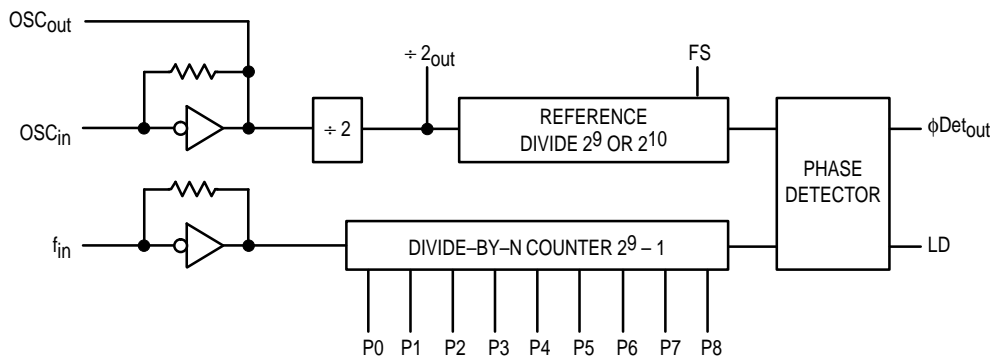 OSCout
÷ 2out
FS
OSCin
÷ 2
REFERENCE
DIVIDE 2⁹ OR 2¹⁰
PHASE
DETECTOR
ϕDetout
fin
DIVIDE–BY–N COUNTER 2⁹ – 1
LD
P0 P1 P2 P3 P4 P5 P6 P7 P8